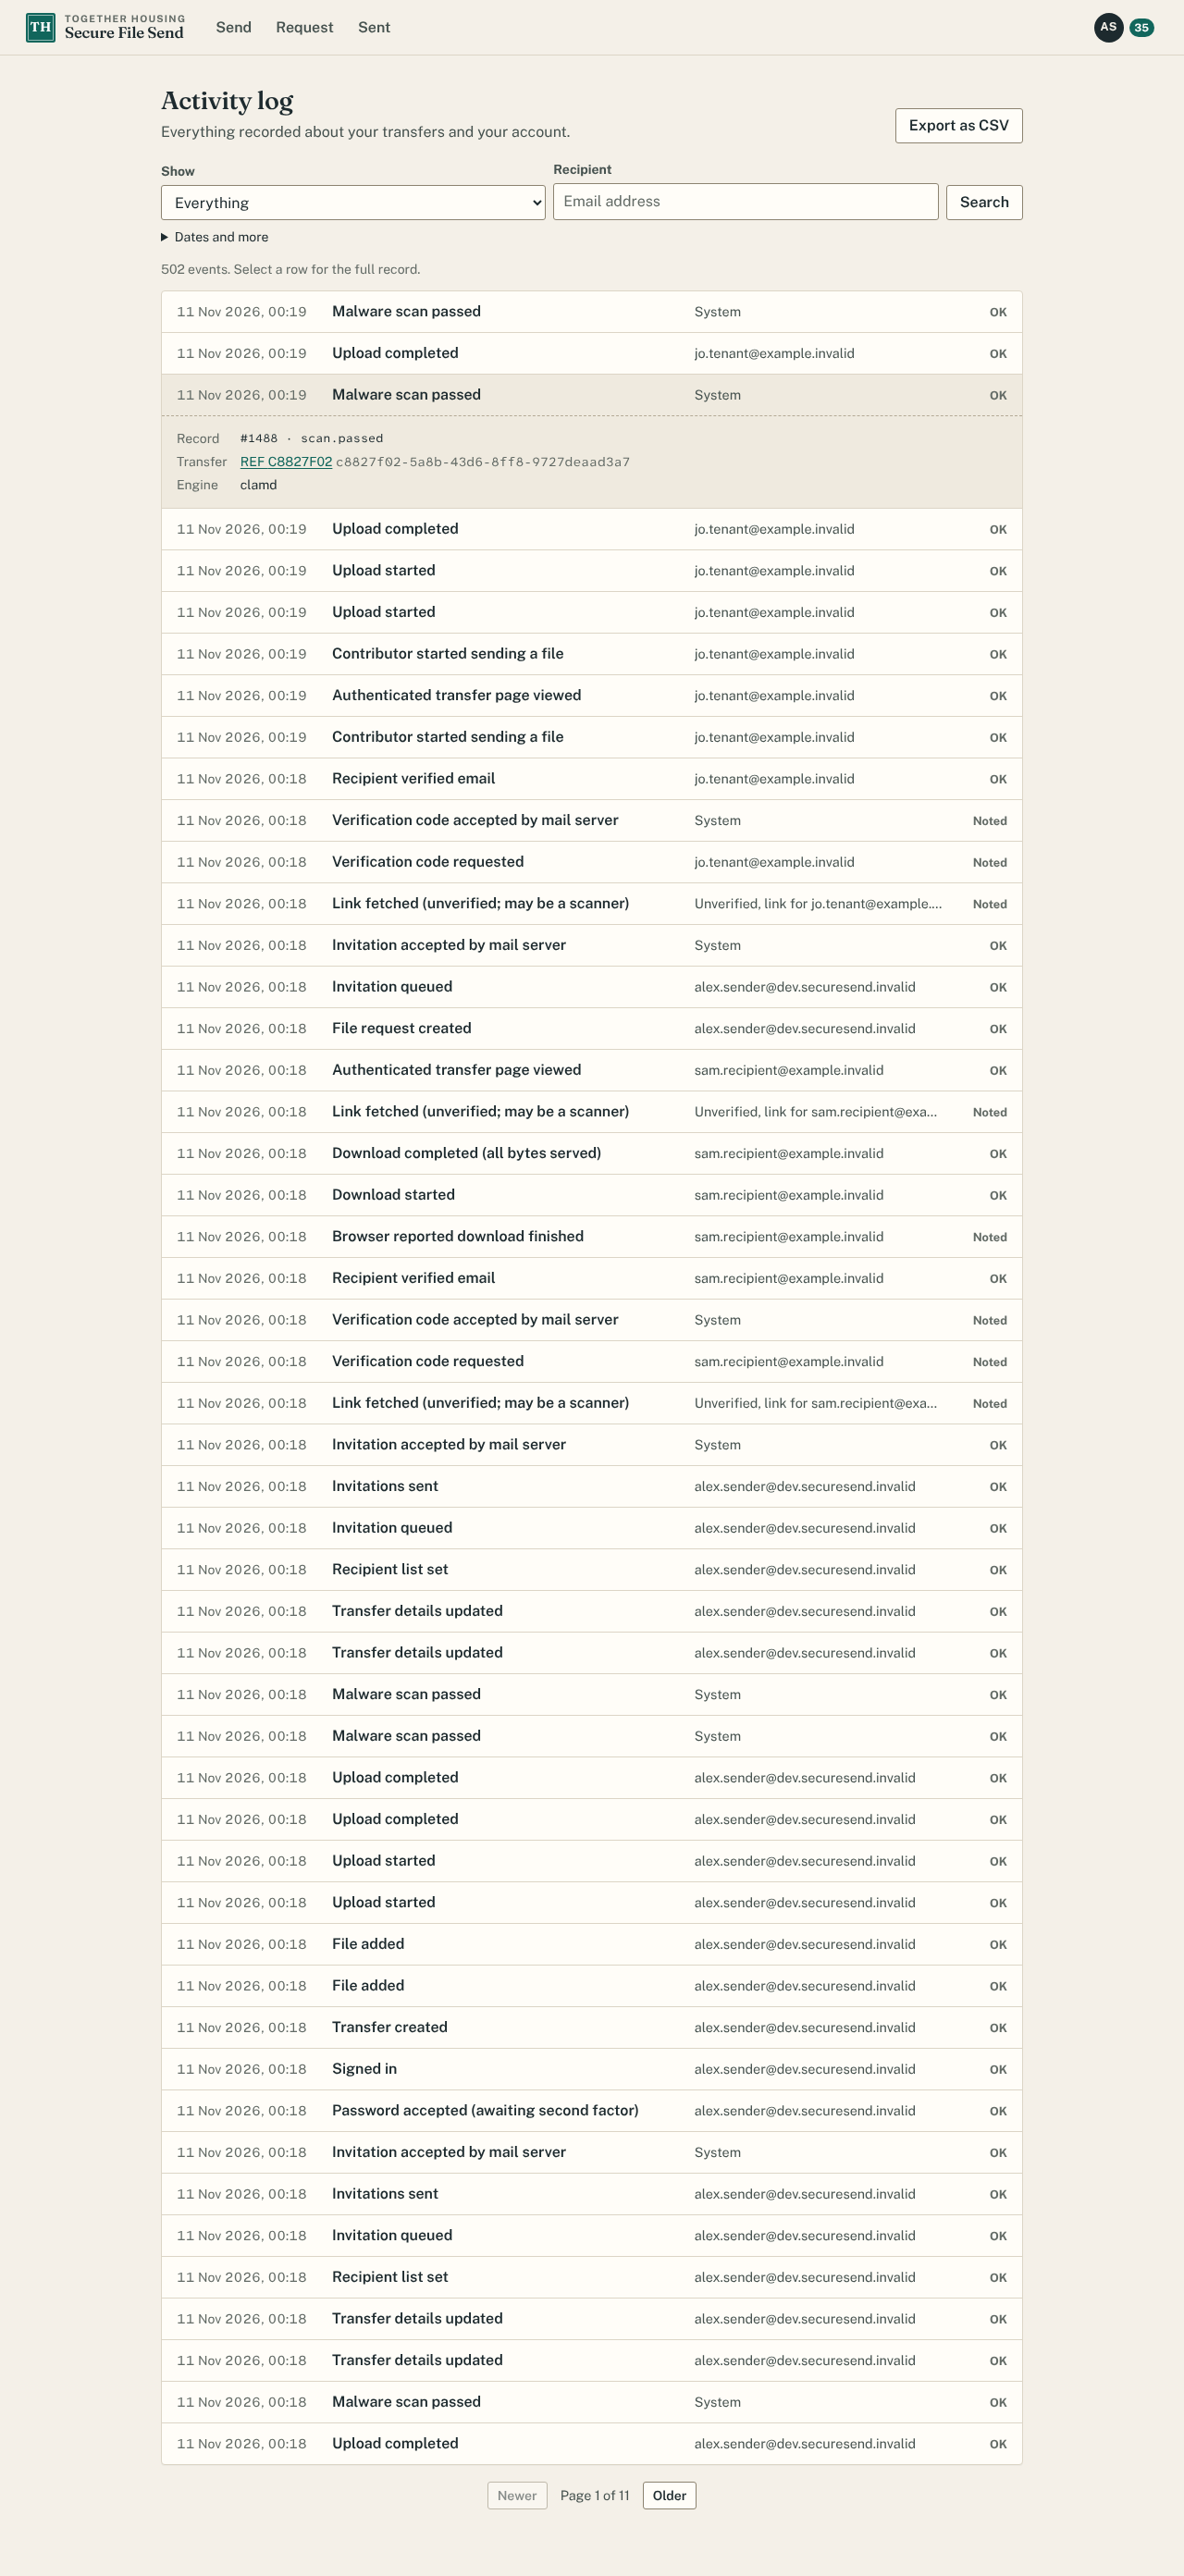 TH
TOGETHER HOUSING
Secure File Send
Send Request Sent
AS 35
Activity log
Everything recorded about your transfers and your account.
Export as CSV
Show
Everything
Recipient
Email address
Search
Dates and more
502 events. Select a row for the full record.
11 Nov 2026, 00:19 Malware scan passed System OK
11 Nov 2026, 00:19 Upload completed jo.tenant@example.invalid OK
11 Nov 2026, 00:19 Malware scan passed System OK
Record #1488 · scan.passed
Transfer REF C8827F02 c8827f02-5a8b-43d6-8ff8-9727deaad3a7
Engine clamd
11 Nov 2026, 00:19 Upload completed jo.tenant@example.invalid OK
11 Nov 2026, 00:19 Upload started jo.tenant@example.invalid OK
11 Nov 2026, 00:19 Upload started jo.tenant@example.invalid OK
11 Nov 2026, 00:19 Contributor started sending a file jo.tenant@example.invalid OK
11 Nov 2026, 00:19 Authenticated transfer page viewed jo.tenant@example.invalid OK
11 Nov 2026, 00:19 Contributor started sending a file jo.tenant@example.invalid OK
11 Nov 2026, 00:18 Recipient verified email jo.tenant@example.invalid OK
11 Nov 2026, 00:18 Verification code accepted by mail server System Noted
11 Nov 2026, 00:18 Verification code requested jo.tenant@example.invalid Noted
11 Nov 2026, 00:18 Link fetched (unverified; may be a scanner) Unverified, link for jo.tenant@example.... Noted
11 Nov 2026, 00:18 Invitation accepted by mail server System OK
11 Nov 2026, 00:18 Invitation queued alex.sender@dev.securesend.invalid OK
11 Nov 2026, 00:18 File request created alex.sender@dev.securesend.invalid OK
11 Nov 2026, 00:18 Authenticated transfer page viewed sam.recipient@example.invalid OK
11 Nov 2026, 00:18 Link fetched (unverified; may be a scanner) Unverified, link for sam.recipient@exa... Noted
11 Nov 2026, 00:18 Download completed (all bytes served) sam.recipient@example.invalid OK
11 Nov 2026, 00:18 Download started sam.recipient@example.invalid OK
11 Nov 2026, 00:18 Browser reported download finished sam.recipient@example.invalid Noted
11 Nov 2026, 00:18 Recipient verified email sam.recipient@example.invalid OK
11 Nov 2026, 00:18 Verification code accepted by mail server System Noted
11 Nov 2026, 00:18 Verification code requested sam.recipient@example.invalid Noted
11 Nov 2026, 00:18 Link fetched (unverified; may be a scanner) Unverified, link for sam.recipient@exa... Noted
11 Nov 2026, 00:18 Invitation accepted by mail server System OK
11 Nov 2026, 00:18 Invitations sent alex.sender@dev.securesend.invalid OK
11 Nov 2026, 00:18 Invitation queued alex.sender@dev.securesend.invalid OK
11 Nov 2026, 00:18 Recipient list set alex.sender@dev.securesend.invalid OK
11 Nov 2026, 00:18 Transfer details updated alex.sender@dev.securesend.invalid OK
11 Nov 2026, 00:18 Transfer details updated alex.sender@dev.securesend.invalid OK
11 Nov 2026, 00:18 Malware scan passed System OK
11 Nov 2026, 00:18 Malware scan passed System OK
11 Nov 2026, 00:18 Upload completed alex.sender@dev.securesend.invalid OK
11 Nov 2026, 00:18 Upload completed alex.sender@dev.securesend.invalid OK
11 Nov 2026, 00:18 Upload started alex.sender@dev.securesend.invalid OK
11 Nov 2026, 00:18 Upload started alex.sender@dev.securesend.invalid OK
11 Nov 2026, 00:18 File added alex.sender@dev.securesend.invalid OK
11 Nov 2026, 00:18 File added alex.sender@dev.securesend.invalid OK
11 Nov 2026, 00:18 Transfer created alex.sender@dev.securesend.invalid OK
11 Nov 2026, 00:18 Signed in alex.sender@dev.securesend.invalid OK
11 Nov 2026, 00:18 Password accepted (awaiting second factor) alex.sender@dev.securesend.invalid OK
11 Nov 2026, 00:18 Invitation accepted by mail server System OK
11 Nov 2026, 00:18 Invitations sent alex.sender@dev.securesend.invalid OK
11 Nov 2026, 00:18 Invitation queued alex.sender@dev.securesend.invalid OK
11 Nov 2026, 00:18 Recipient list set alex.sender@dev.securesend.invalid OK
11 Nov 2026, 00:18 Transfer details updated alex.sender@dev.securesend.invalid OK
11 Nov 2026, 00:18 Transfer details updated alex.sender@dev.securesend.invalid OK
11 Nov 2026, 00:18 Malware scan passed System OK
11 Nov 2026, 00:18 Upload completed alex.sender@dev.securesend.invalid OK
Newer Page 1 of 11 Older